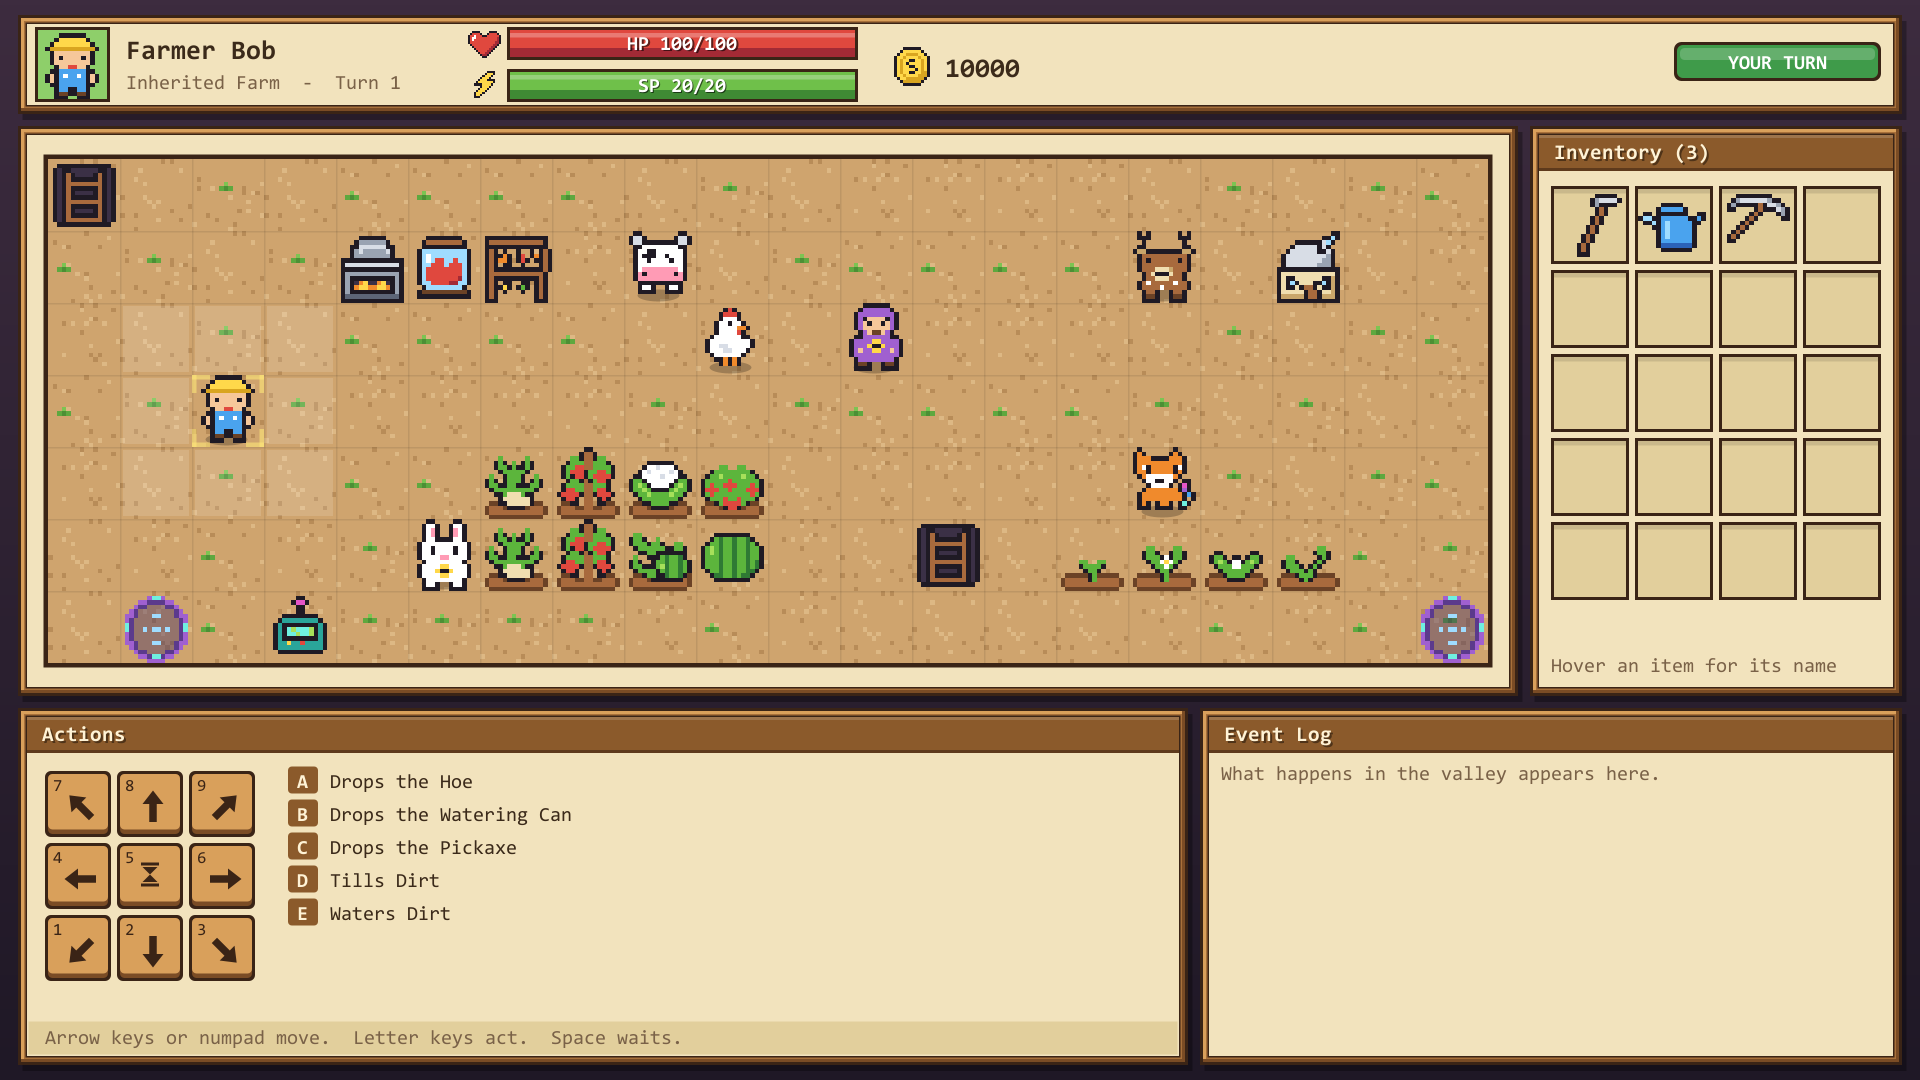 Farmer Bob
Inherited Farm - Turn 1
HP 100/100
SP 20/20
10000
YOUR TURN
Inventory (3)
Hover an item for its name
Actions
7 8 9
4 5 6
1 2 3
A Drops the Hoe
B Drops the Watering Can
C Drops the Pickaxe
D Tills Dirt
E Waters Dirt
Arrow keys or numpad move. Letter keys act. Space waits.
Event Log
What happens in the valley appears here.